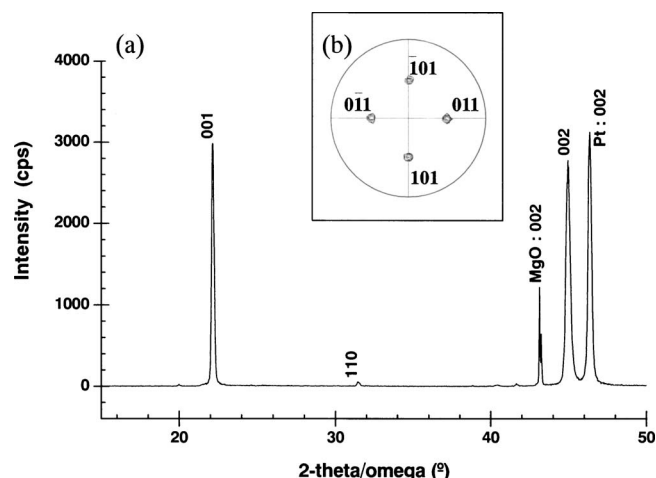 (a)
(b)
1̅01
01̅1
011
101
4000
3000
2000
1000
0
Intensity (cps)
001
110
MgO : 002
002
Pt : 002
20
30
40
50
2-theta/omega (º)